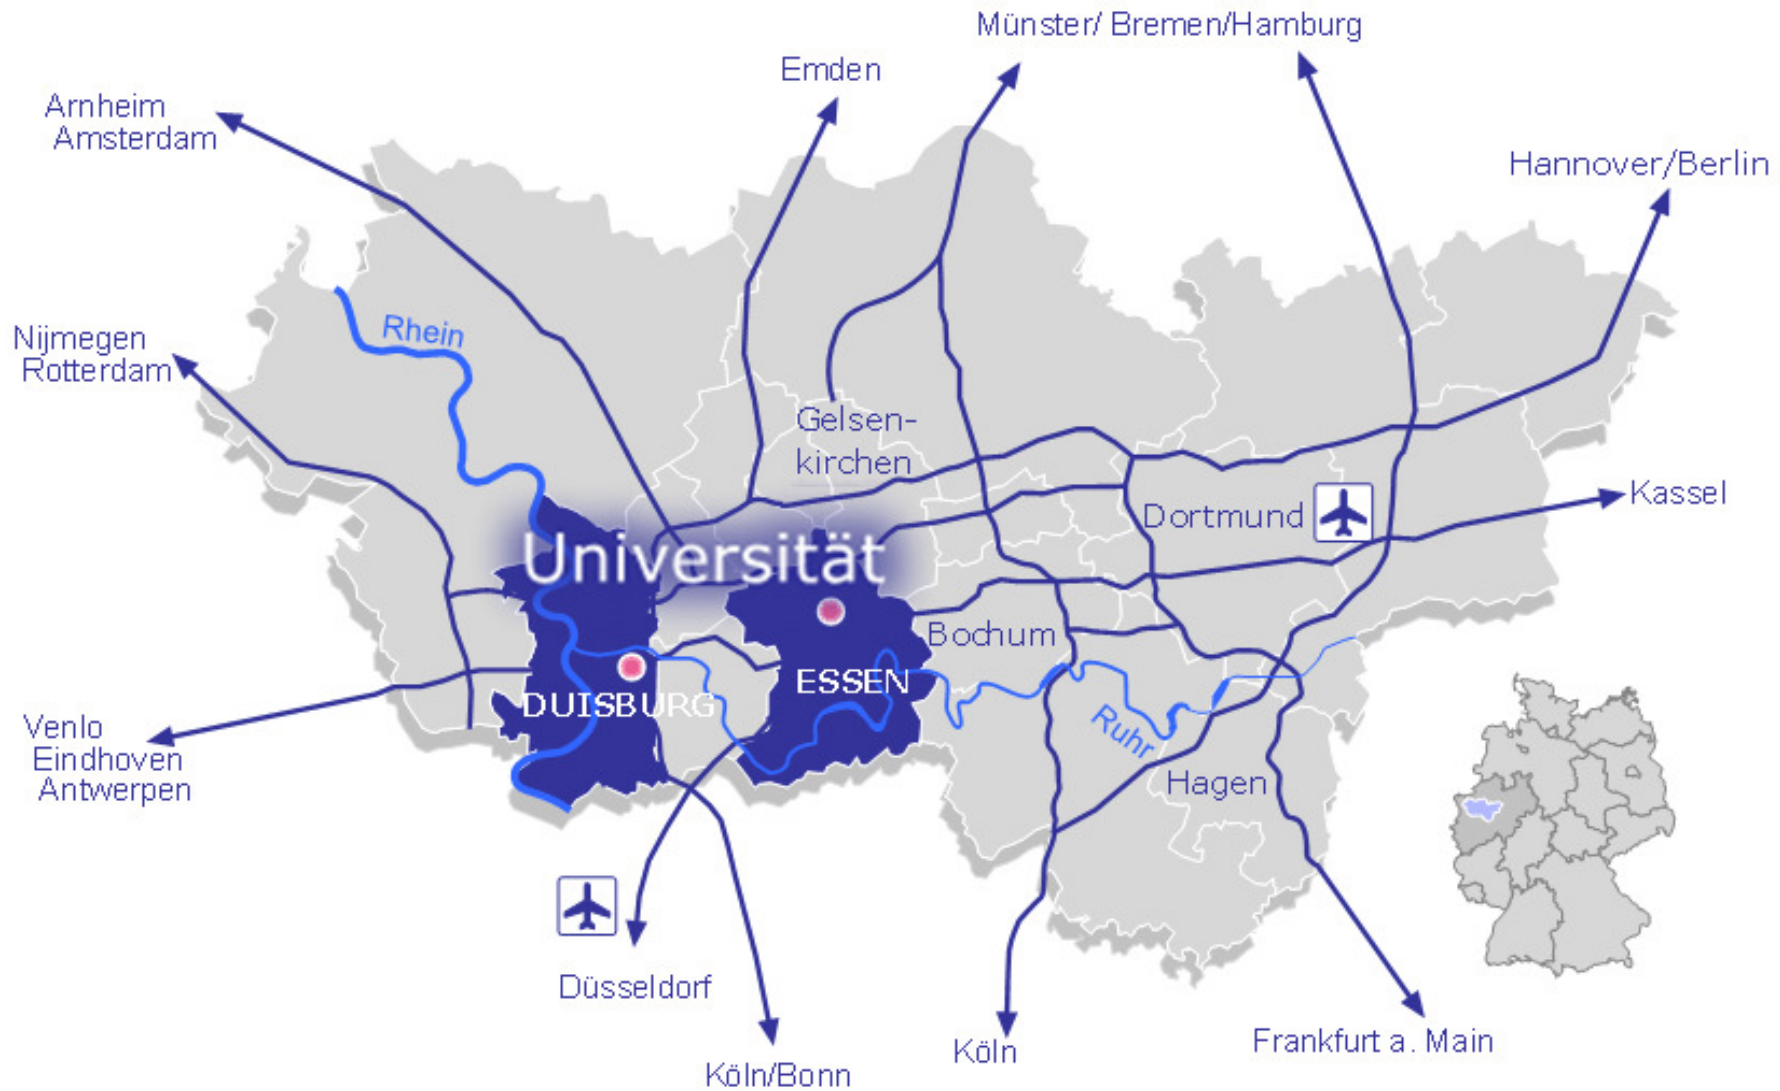 Münster/ Bremen/Hamburg
Emden
Arnheim
Amsterdam
Hannover/Berlin
Rhein
Nijmegen
Rotterdam
Gelsen-
kirchen
Kassel
Dortmund
Universität
Bochum
ESSEN
DUISBURG
Ruhr
Venlo
Eindhoven
Antwerpen
Hagen
Düsseldorf
Frankfurt a. Main
Köln
Köln/Bonn